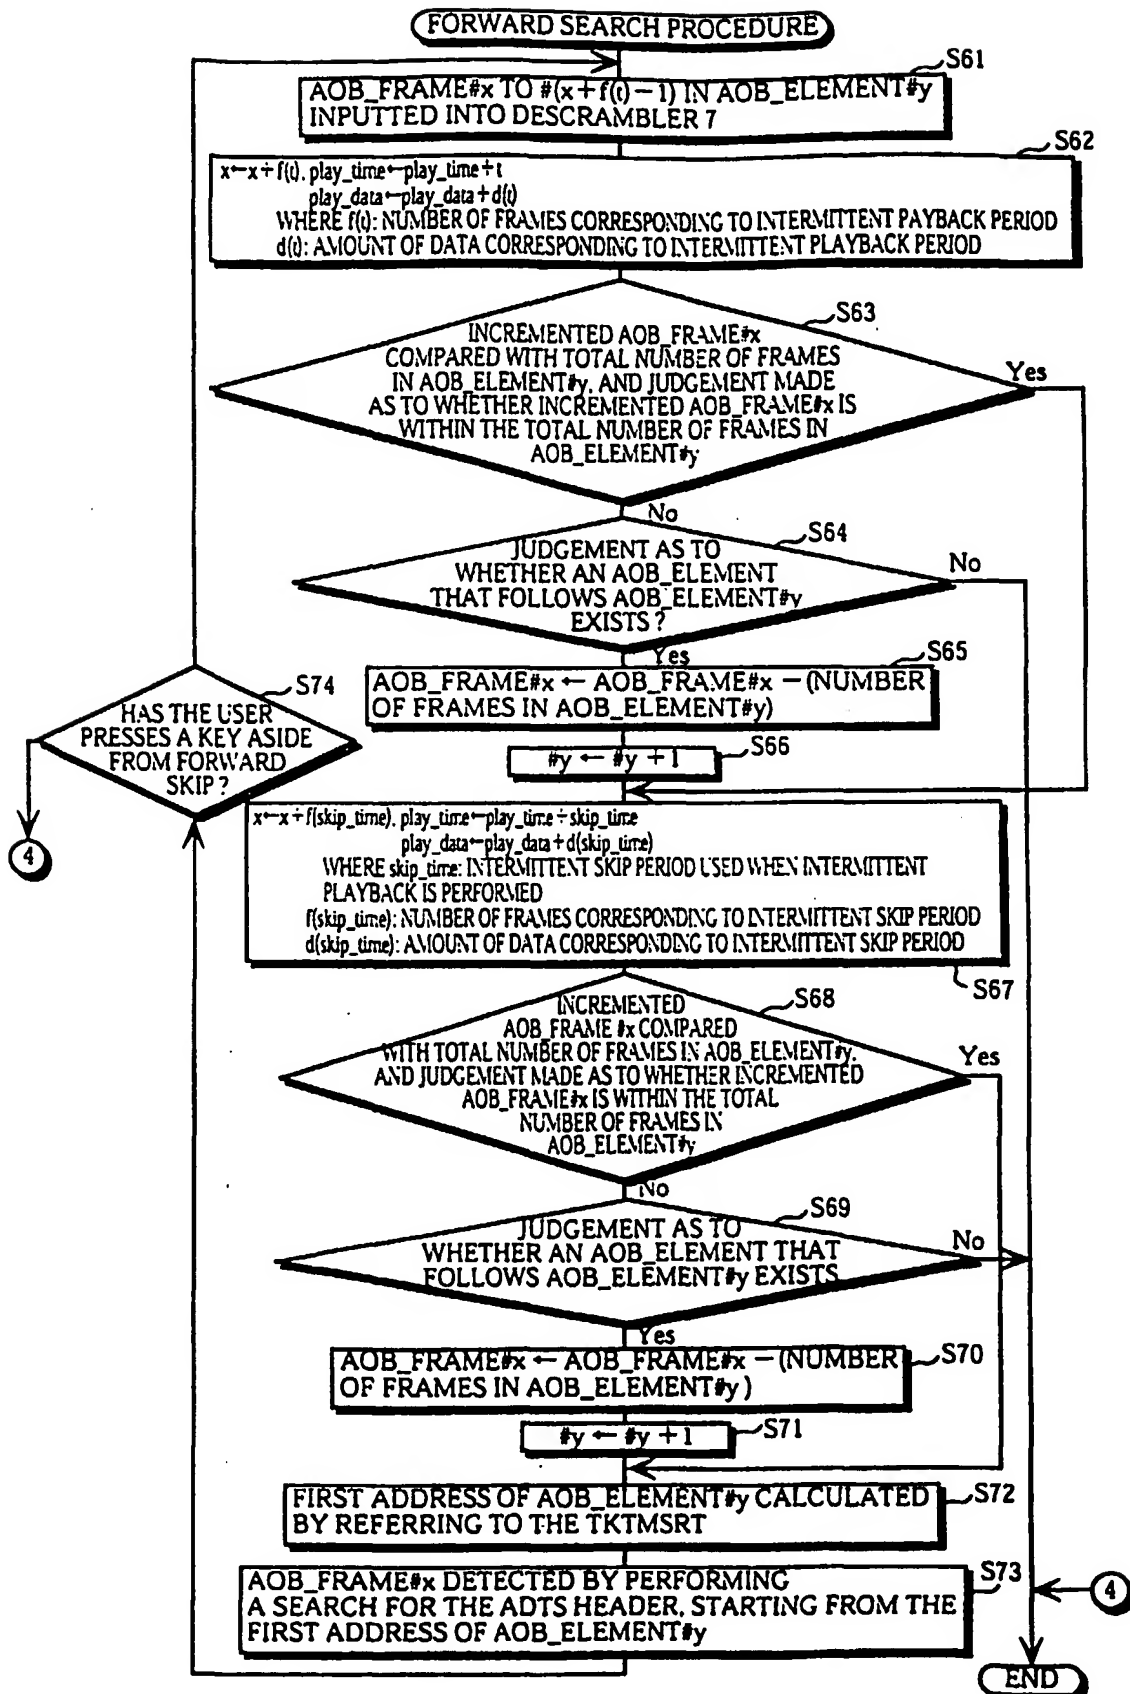 FORWARD SEARCH PROCEDURE
S61
AOB_FRAME#x TO #(x+f(t)-1) IN AOB_ELEMENT#y
INPUTTED INTO DESCRAMBLER 7
S62
x←x+f(t), play_time←play_time+t
play_data←play_data+d(t)
WHERE f(t): NUMBER OF FRAMES CORRESPONDING TO INTERMITTENT PAYBACK PERIOD
d(t): AMOUNT OF DATA CORRESPONDING TO INTERMITTENT PLAYBACK PERIOD
S63
INCREMENTED AOB_FRAME#x
COMPARED WITH TOTAL NUMBER OF FRAMES
IN AOB_ELEMENT#y, AND JUDGEMENT MADE
AS TO WHETHER INCREMENTED AOB_FRAME#x IS
WITHIN THE TOTAL NUMBER OF FRAMES IN
AOB_ELEMENT#y
Yes
No
S64
JUDGEMENT AS TO
WHETHER AN AOB_ELEMENT
THAT FOLLOWS AOB_ELEMENT#y
EXISTS ?
No
Yes
S65
AOB_FRAME#x ← AOB_FRAME#x – (NUMBER
OF FRAMES IN AOB_ELEMENT#y)
S66
#y ← #y + 1
S74
HAS THE USER
PRESSES A KEY ASIDE
FROM FORWARD
SKIP ?
4
x←x+f(skip_time), play_time←play_time+skip_time
play_data←play_data+d(skip_time)
WHERE skip_time: INTERMITTENT SKIP PERIOD USED WHEN INTERMITTENT
PLAYBACK IS PERFORMED
f(skip_time): NUMBER OF FRAMES CORRESPONDING TO INTERMITTENT SKIP PERIOD
d(skip_time): AMOUNT OF DATA CORRESPONDING TO INTERMITTENT SKIP PERIOD
S67
S68
INCREMENTED
AOB_FRAME #x COMPARED
WITH TOTAL NUMBER OF FRAMES IN AOB_ELEMENT#y,
AND JUDGEMENT MADE AS TO WHETHER INCREMENTED
AOB_FRAME#x IS WITHIN THE TOTAL
NUMBER OF FRAMES IN
AOB_ELEMENT#y
Yes
No
S69
JUDGEMENT AS TO
WHETHER AN AOB_ELEMENT THAT
FOLLOWS AOB_ELEMENT#y EXISTS
No
Yes
AOB_FRAME#x ← AOB_FRAME#x – (NUMBER
OF FRAMES IN AOB_ELEMENT#y )
S70
#y ← #y + 1
S71
FIRST ADDRESS OF AOB_ELEMENT#y CALCULATED
BY REFERRING TO THE TKTMSRT
S72
AOB_FRAME#x DETECTED BY PERFORMING
A SEARCH FOR THE ADTS HEADER, STARTING FROM THE
FIRST ADDRESS OF AOB_ELEMENT#y
S73
4
END